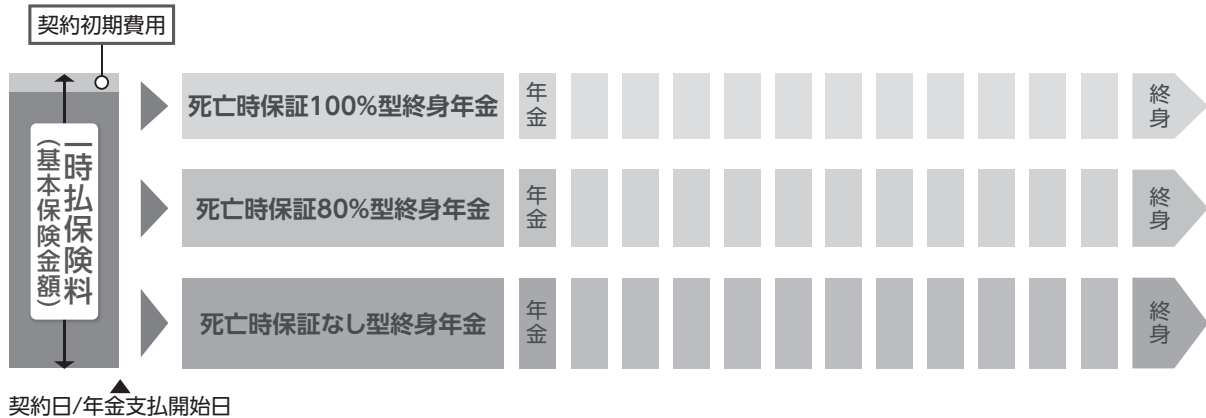 契約初期費用
一時払保険料
(基本保険金額)
死亡時保証100%型終身年金
年金
終身
死亡時保証80%型終身年金
年金
終身
死亡時保証なし型終身年金
年金
終身
契約日/年金支払開始日